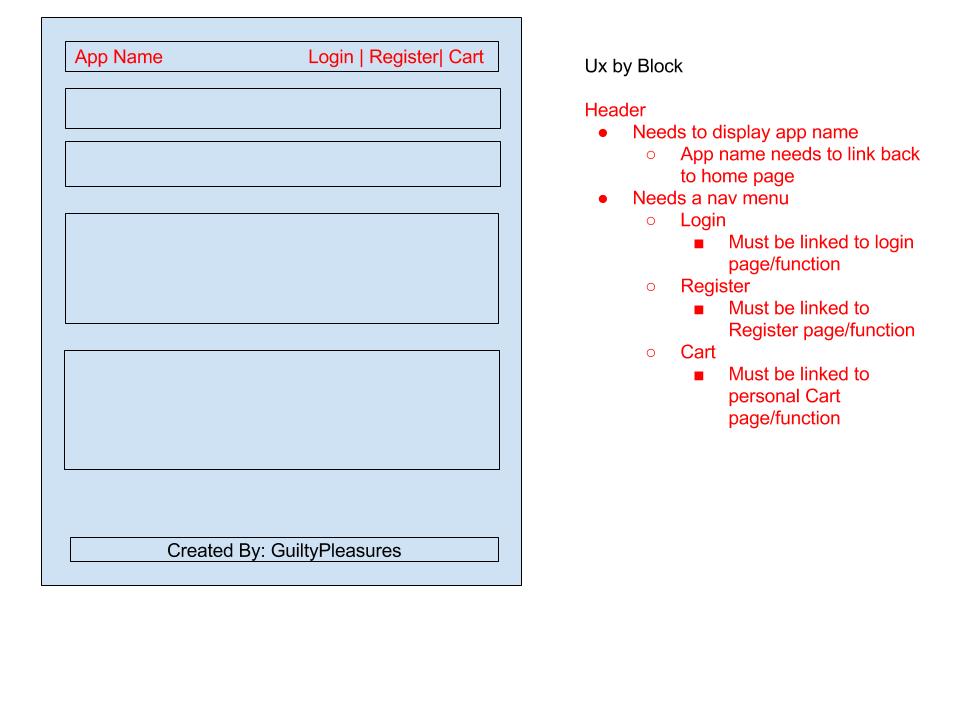 App Name Login | Register| Cart
Created By: GuiltyPleasures
Ux by Block
Header
● Needs to display app name
○ App name needs to link back
to home page
● Needs a nav menu
○ Login
■ Must be linked to login
page/function
○ Register
■ Must be linked to
Register page/function
○ Cart
■ Must be linked to
personal Cart
page/function